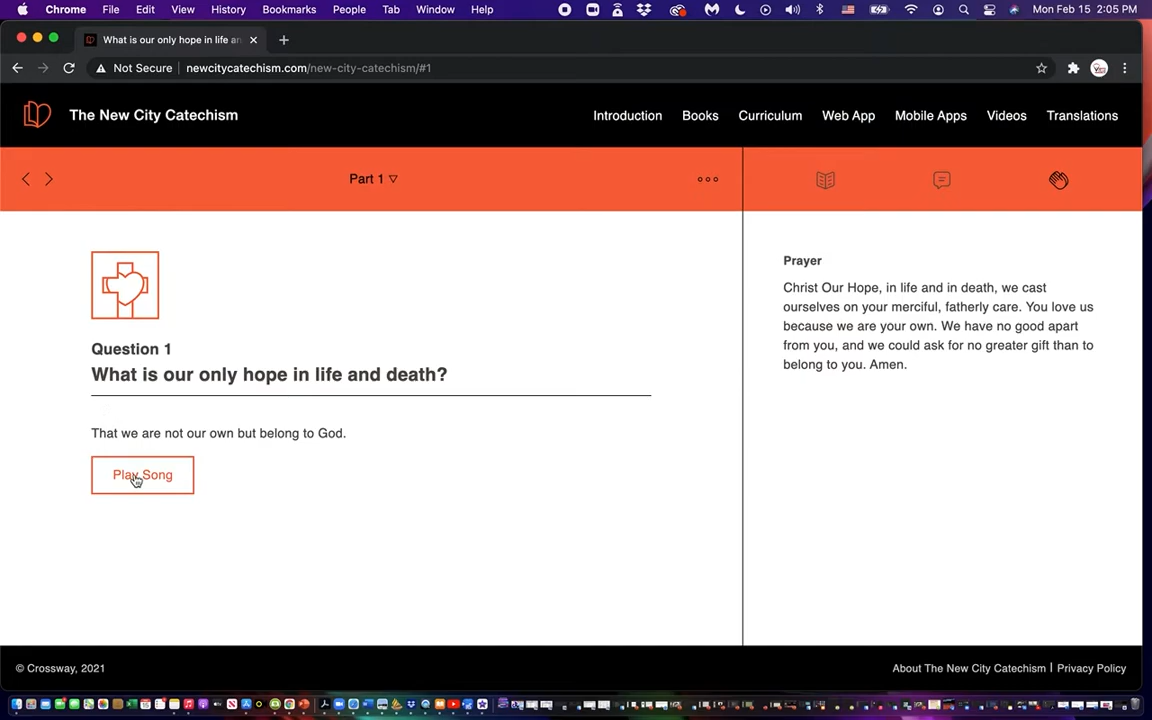 Chrome File Edit View History Bookmarks People Tab Window Help Mon Feb 15 2:05 PM
What is our only hope in life an
Not Secure newcitycatechism.com/new-city-catechism/#1
The New City Catechism Introduction Books Curriculum Web App Mobile Apps Videos Translations
Part 1
Question 1
What is our only hope in life and death?
That we are not our own but belong to God.
Play Song
Prayer
Christ Our Hope, in life and in death, we cast
ourselves on your merciful, fatherly care. You love us
because we are your own. We have no good apart
from you, and we could ask for no greater gift than to
belong to you. Amen.
© Crossway, 2021 About The New City Catechism | Privacy Policy